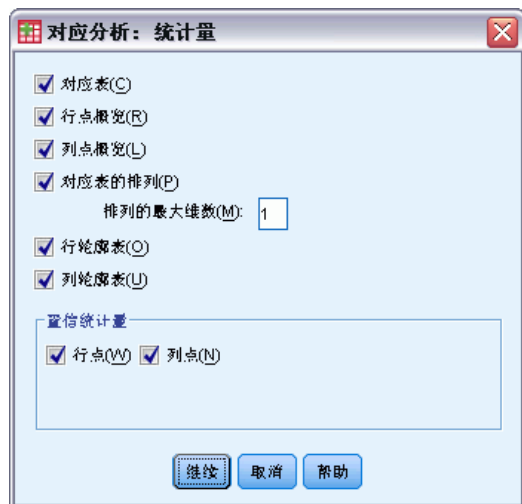 对应分析：统计量
对应表(C)
行点概览(R)
列点概览(L)
对应表的排列(P)
排列的最大维数(M): 1
行轮廓表(O)
列轮廓表(U)
置信统计量
行点(W) 列点(N)
继续 取消 帮助